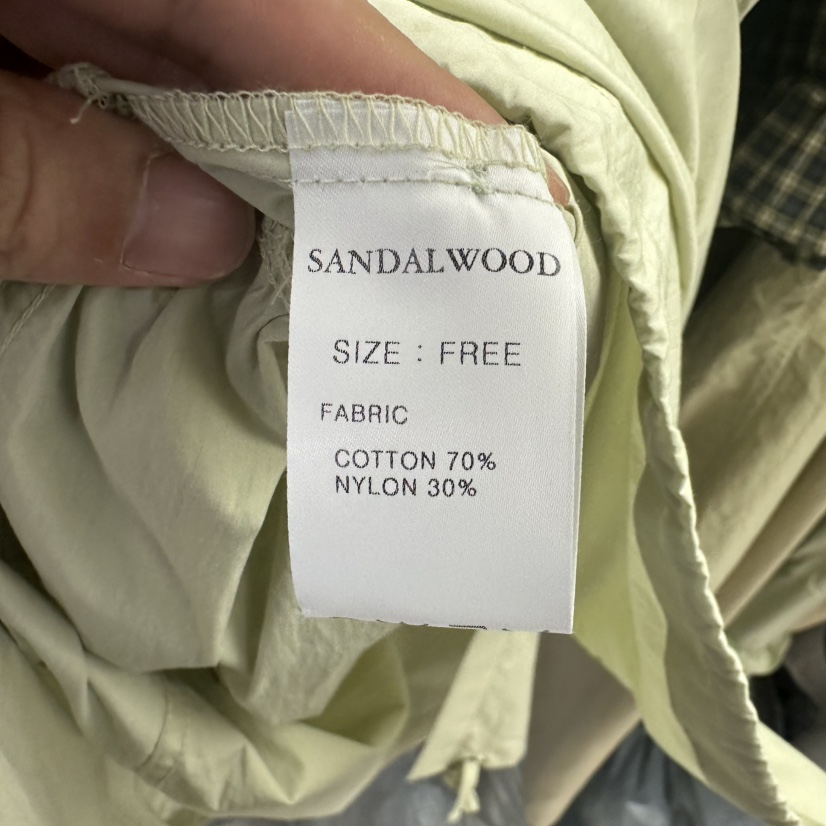 SANDALWOOD
SIZE : FREE
FABRIC
COTTON 70%
NYLON 30%